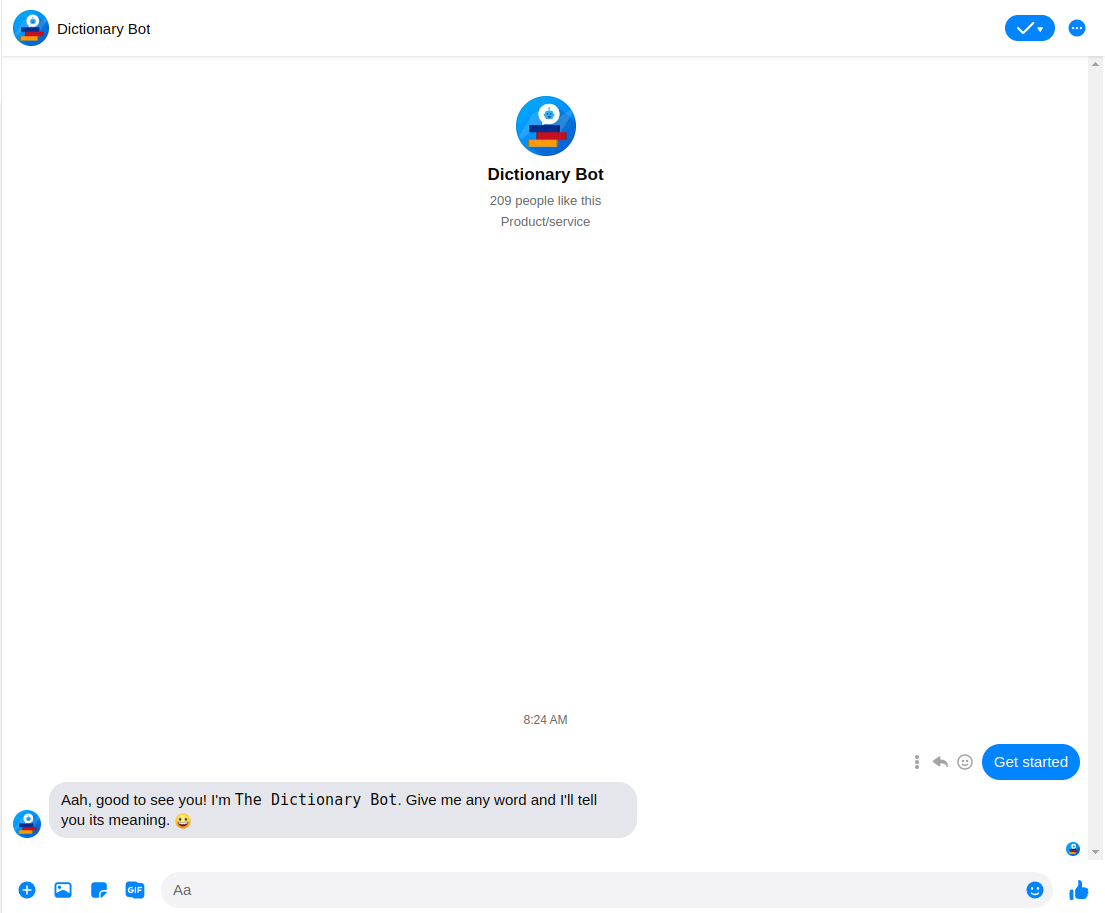 Dictionary Bot
Dictionary Bot
209 people like this
Product/service
8:24 AM
Get started
Aah, good to see you! I'm The Dictionary Bot. Give me any word and I'll tell
you its meaning. 😀
GIF
Aa